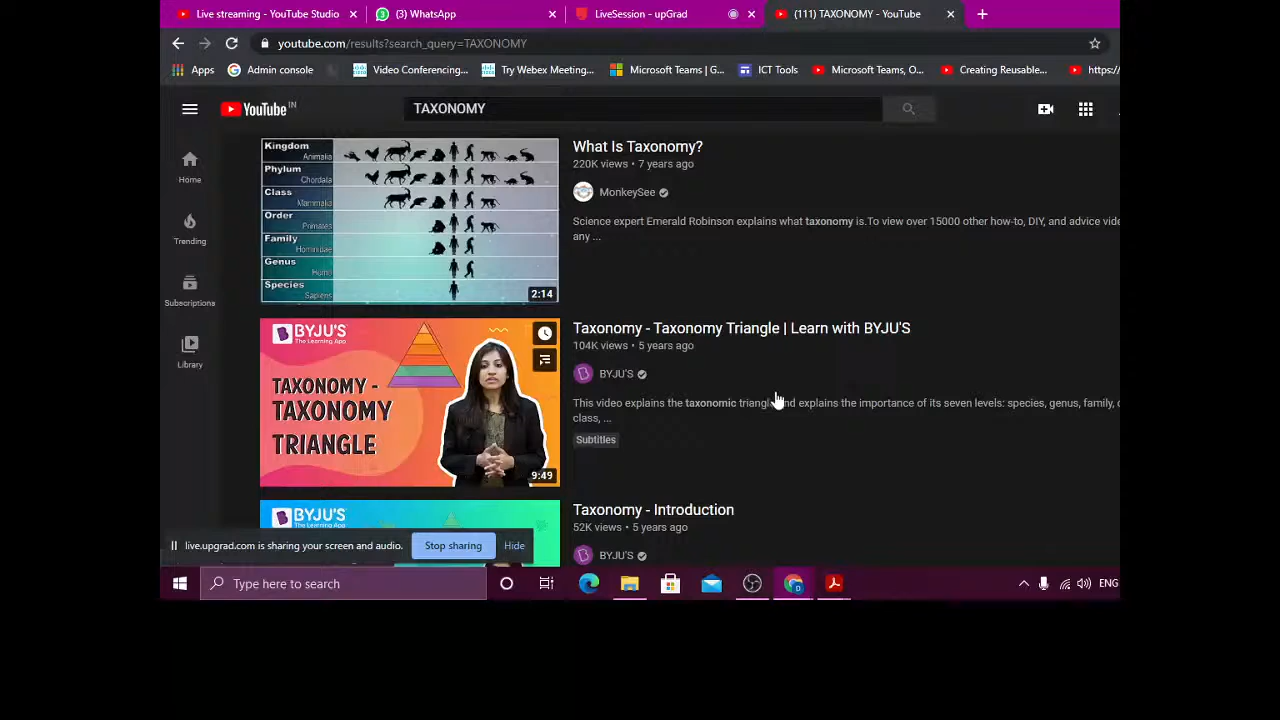 Live streaming - YouTube Studio
(3) WhatsApp
LiveSession - upGrad
(111) TAXONOMY - YouTube
youtube.com/results?search_query=TAXONOMY
Apps
Admin console
Video Conferencing...
Try Webex Meeting...
Microsoft Teams | G...
ICT Tools
Microsoft Teams, O...
Creating Reusable...
https://
YouTube IN
TAXONOMY
Home
Trending
Subscriptions
Library
Kingdom
Animalia
Phylum
Chordata
Class
Mammalia
Order
Primates
Family
Hominidae
Genus
Homo
Species
Sapiens
2:14
What Is Taxonomy?
220K views • 7 years ago
MonkeySee
Science expert Emerald Robinson explains what taxonomy is.To view over 15000 other how-to, DIY, and advice vide
any ...
BYJU'S
The Learning App
TAXONOMY -
TAXONOMY
TRIANGLE
9:49
Taxonomy - Taxonomy Triangle | Learn with BYJU'S
104K views • 5 years ago
BYJU'S
This video explains the taxonomic triangle and explains the importance of its seven levels: species, genus, family,
class, ...
Subtitles
BYJU'S
The Learning App
Taxonomy - Introduction
52K views • 5 years ago
BYJU'S
live.upgrad.com is sharing your screen and audio.
Stop sharing
Hide
Type here to search
ENG